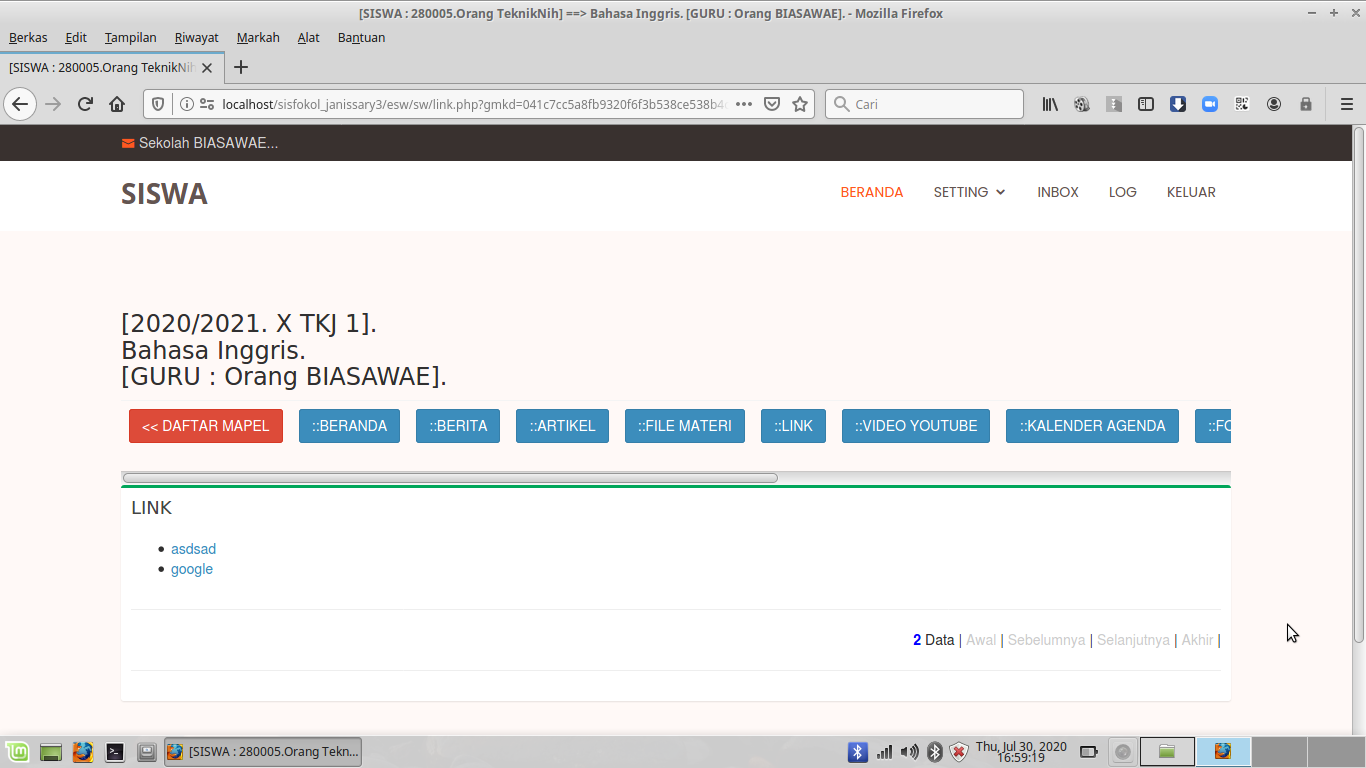 [SISWA : 280005.Orang TeknikNih] ==> Bahasa Inggris. [GURU : Orang BIASAWAE]. - Mozilla Firefox
Berkas Edit Tampilan Riwayat Markah Alat Bantuan
[SISWA : 280005.Orang TeknikNih
localhost/sisfokol_janissary3/esw/sw/link.php?gmkd=041c7cc5a8fb9320f6f3b538ce538b4 Cari
Sekolah BIASAWAE...
SISWA BERANDA SETTING INBOX LOG KELUAR
[2020/2021. X TKJ 1].
Bahasa Inggris.
[GURU : Orang BIASAWAE].
<< DAFTAR MAPEL ::BERANDA ::BERITA ::ARTIKEL ::FILE MATERI ::LINK ::VIDEO YOUTUBE ::KALENDER AGENDA ::FO
LINK
asdsad
google
2 Data | Awal | Sebelumnya | Selanjutnya | Akhir |
[SISWA : 280005.Orang Tekn... Thu, Jul 30, 2020
16:59:19